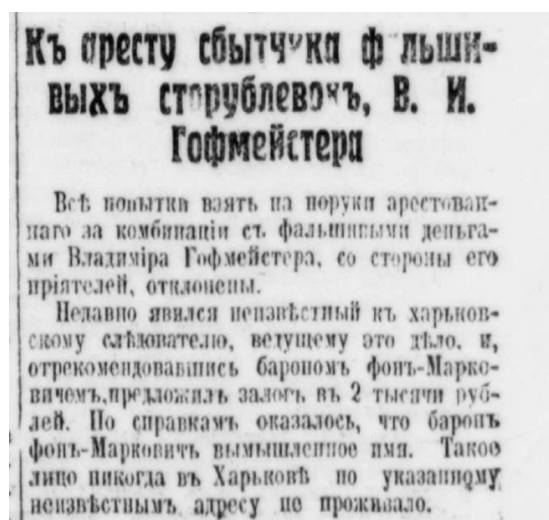 Къ аресту сбытчика фальши-
выхъ сторублевокъ, В. И.
Гофмейстера
Всѣ попытки взять на поруки арестован-
наго за комбинаціи съ фальшивыми деньга-
ми Владиміра Гофмейстера, со стороны его
пріятелей, отклонены.
Недавно явился неизвѣстный къ харьков-
скому слѣдователю, ведущему это дѣло, и,
отрекомендовавшись барономъ фонъ-Марко-
вичемъ, предложилъ залогъ въ 2 тысячи руб-
лей. По справкамъ оказалось, что баронъ
фонъ-Марковичъ вымышленное имя. Такое
лицо никогда въ Харьковѣ по указанному
неизвѣстнымъ адресу не проживало.